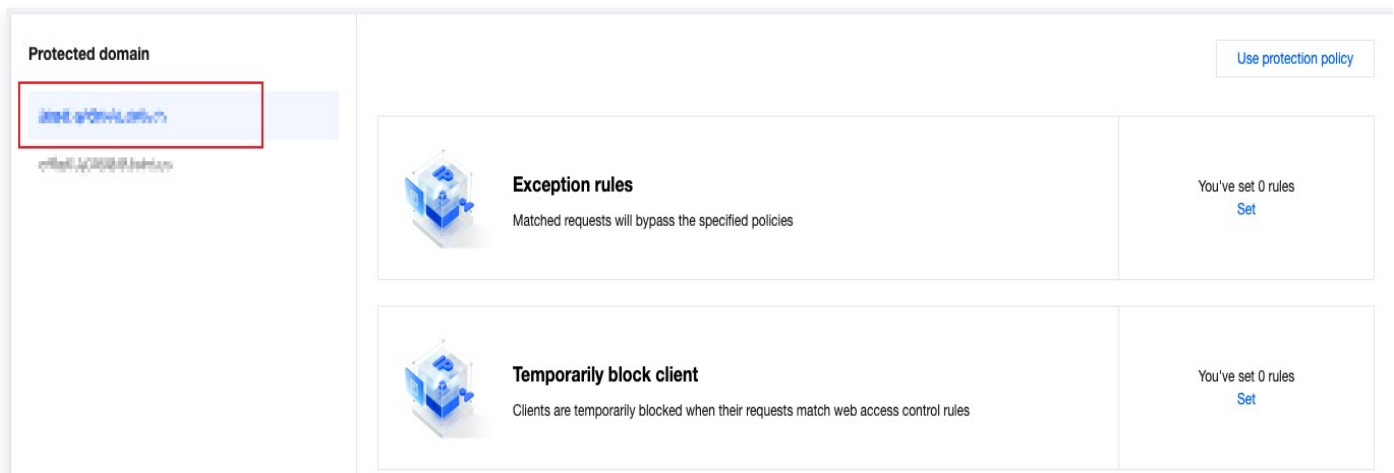 Protected domain
Use protection policy
Exception rules
Matched requests will bypass the specified policies
You've set 0 rules
Set
Temporarily block client
Clients are temporarily blocked when their requests match web access control rules
You've set 0 rules
Set